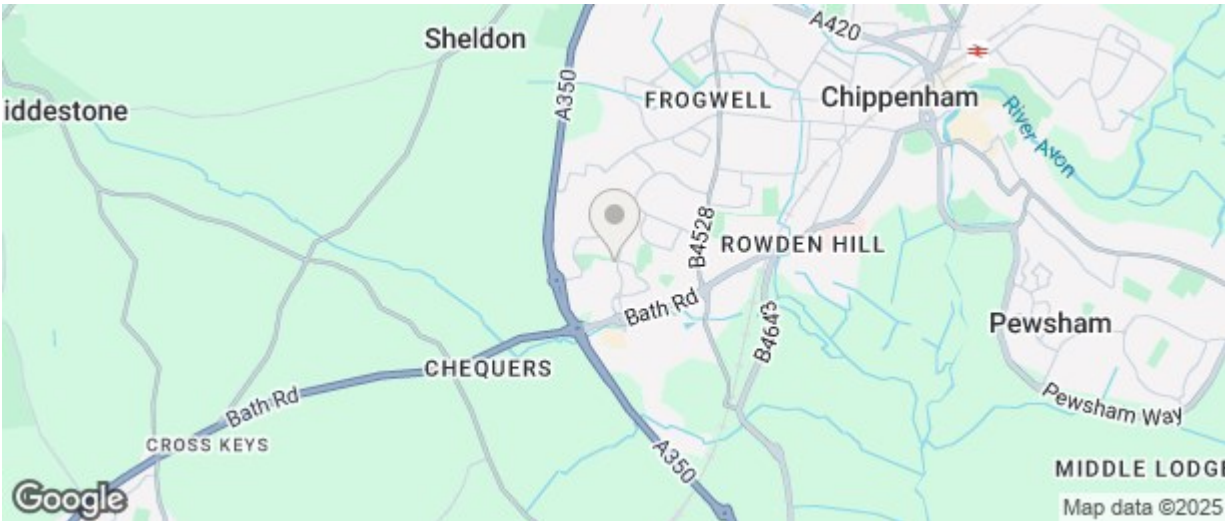 A420
Sheldon
A350
FROGWELL
Chippenham
iddestone
River Avon
B4528
ROWDEN HILL
Bath Rd
B4643
Pewsham
CHEQUERS
Bath Rd
Pewsham Way
CROSS KEYS
A350
MIDDLE LODGE
Google
Map data ©2025